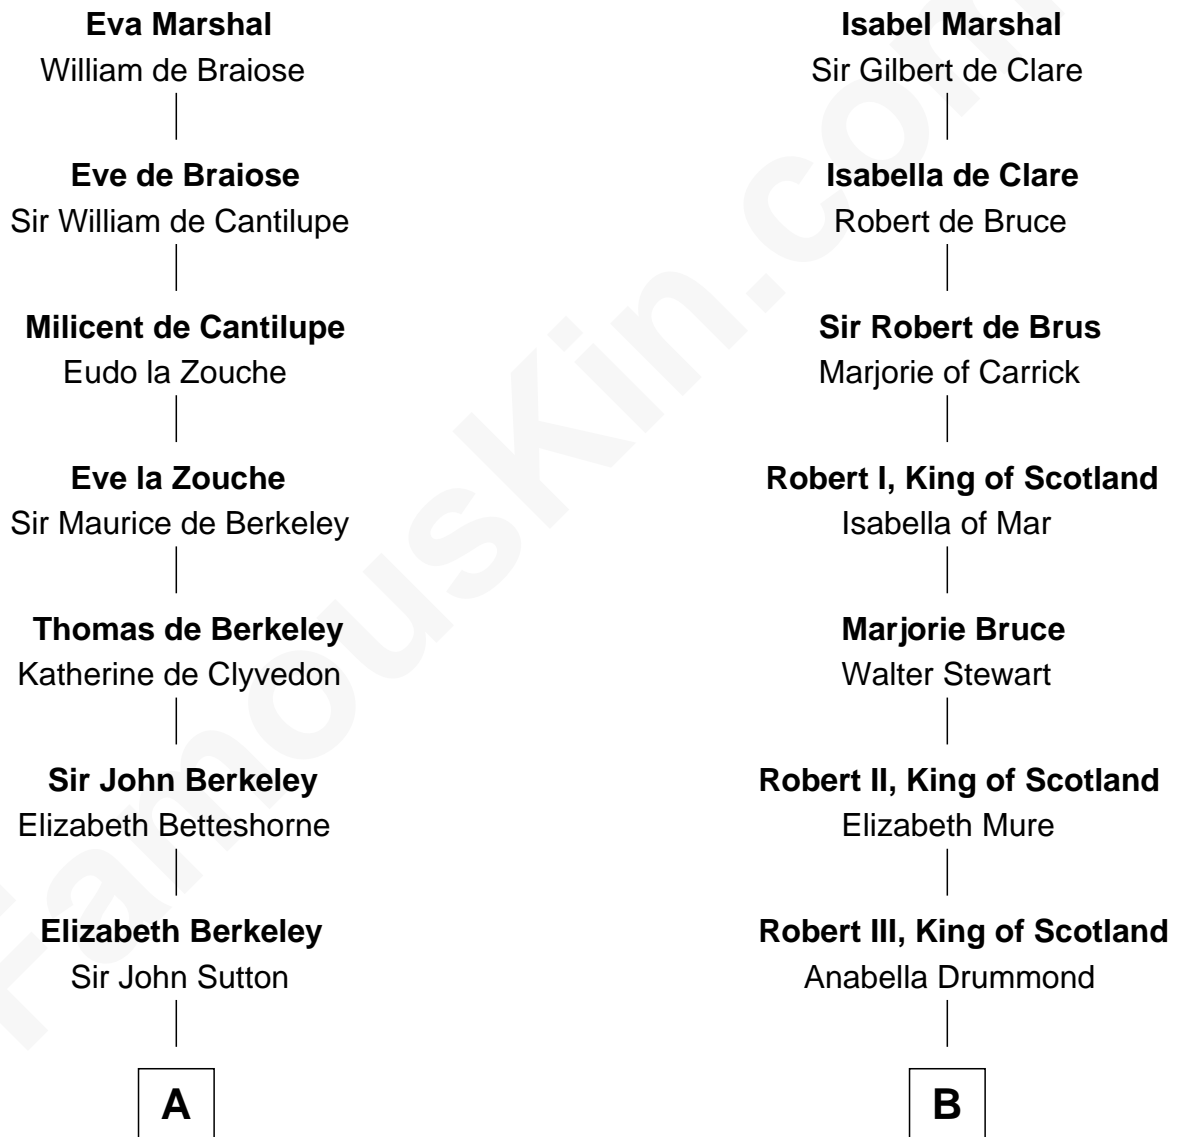 Eva Marshal
William de Braiose
Eve de Braiose
Sir William de Cantilupe
Milicent de Cantilupe
Eudo la Zouche
Eve la Zouche
Sir Maurice de Berkeley
Thomas de Berkeley
Katherine de Clyvedon
Sir John Berkeley
Elizabeth Betteshorne
Elizabeth Berkeley
Sir John Sutton
A
Isabel Marshal
Sir Gilbert de Clare
Isabella de Clare
Robert de Bruce
Sir Robert de Brus
Marjorie of Carrick
Robert I, King of Scotland
Isabella of Mar
Marjorie Bruce
Walter Stewart
Robert II, King of Scotland
Elizabeth Mure
Robert III, King of Scotland
Anabella Drummond
B
FamousKin.com